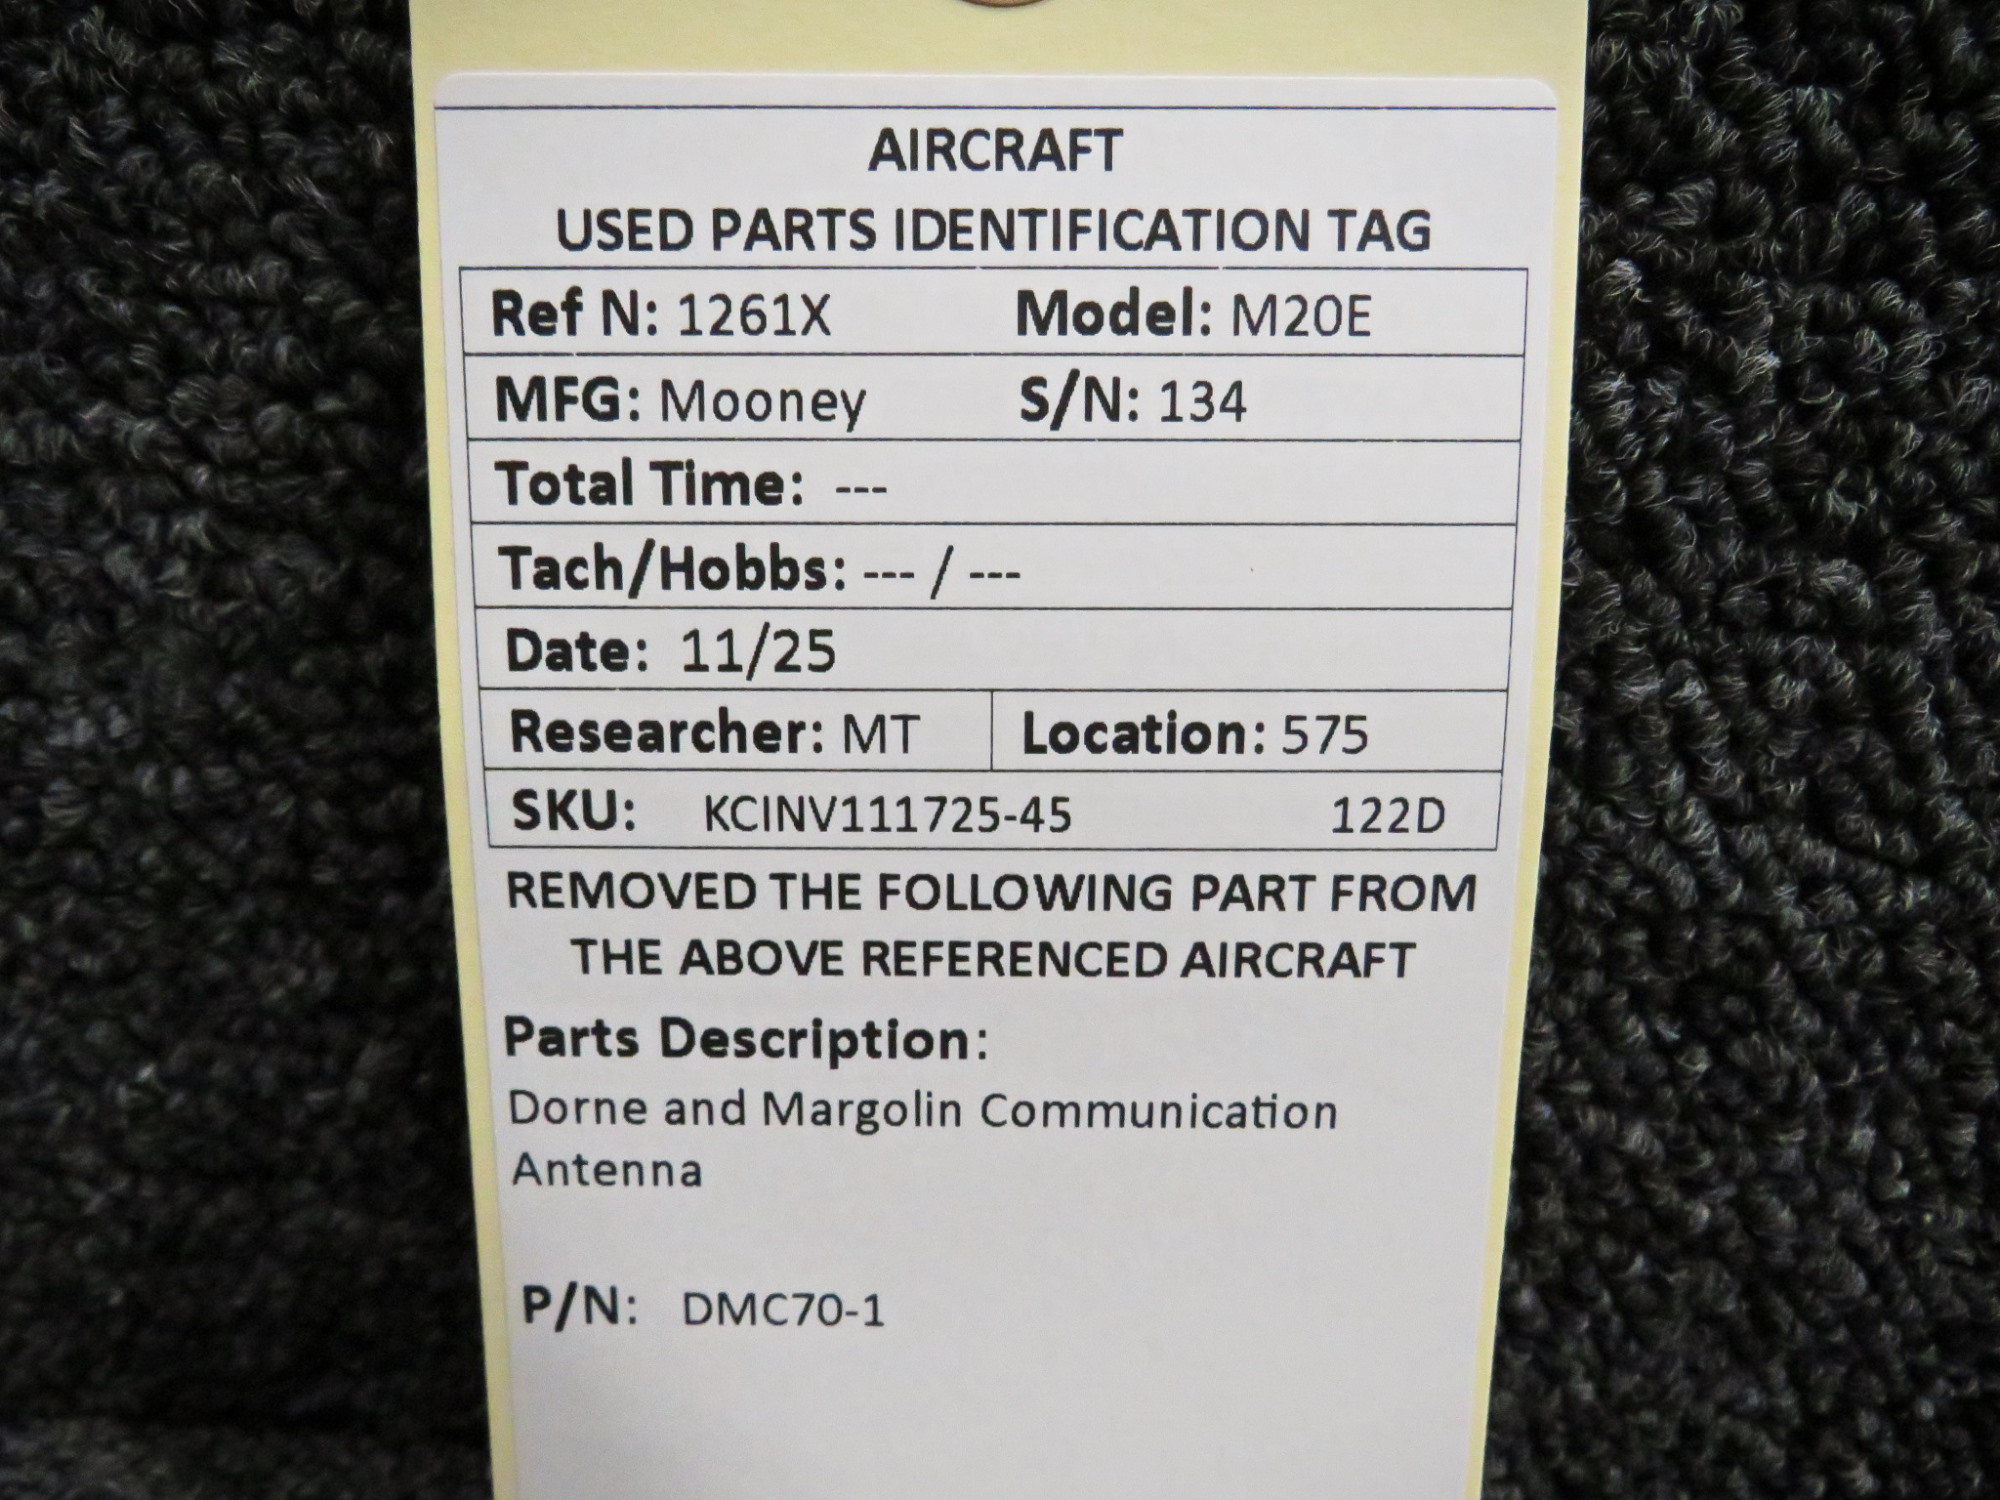 AIRCRAFT
USED PARTS IDENTIFICATION TAG
Ref N: 1261X Model: M20E
MFG: Mooney S/N: 134
Total Time: ---
Tach/Hobbs: --- / ---
Date: 11/25
Researcher: MT Location: 575
SKU: KCINV111725-45 122D
REMOVED THE FOLLOWING PART FROM
THE ABOVE REFERENCED AIRCRAFT
Parts Description:
Dorne and Margolin Communication
Antenna
P/N: DMC70-1